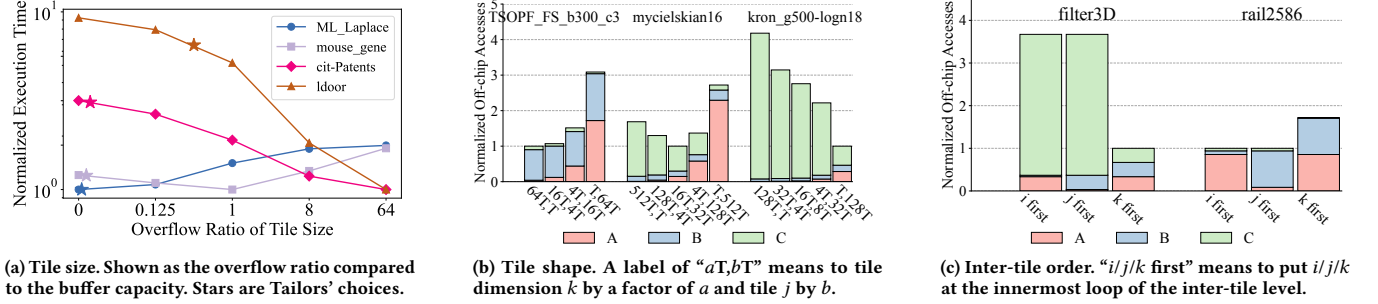 Normalized Execution Time
10¹
10⁰
ML_Laplace
mouse_gene
cit-Patents
ldoor
0 0.125 1 8 64
Overflow Ratio of Tile Size
(a) Tile size. Shown as the overflow ratio compared
to the buffer capacity. Stars are Tailors' choices.
Normalized Off-chip Accesses
5
4
3
2
1
0
TSOPF_FS_b300_c3 mycielskian16 kron_g500-logn18
64T,T 16T,4T 4T,16T T,64T 512T,T 128T,4T 16T,32T 4T,128T T,512T 128T,T 32T,4T 16T,8T 4T,32T T,128T
A B C
(b) Tile shape. A label of "aT,bT" means to tile
dimension k by a factor of a and tile j by b.
Normalized Off-chip Accesses
4
2
1
0
filter3D rail2586
i first j first k first i first j first k first
A B C
(c) Inter-tile order. "i/j/k first" means to put i/j/k
at the innermost loop of the inter-tile level.